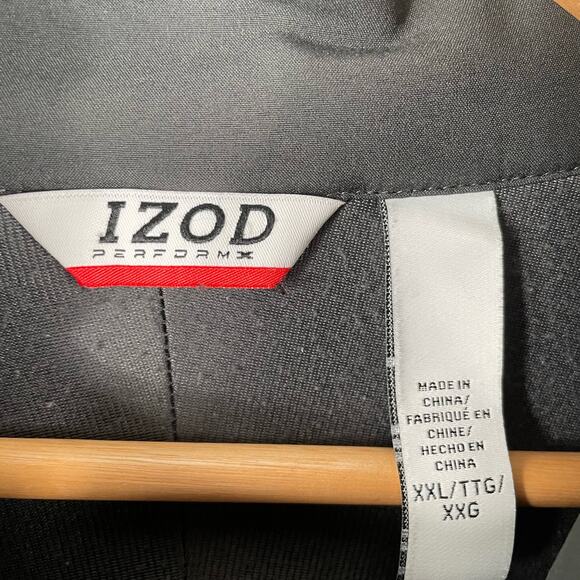 IZOD
PERFORMX
MADE IN
CHINA/
FABRIQUÉ EN
CHINE/
HECHO EN
CHINA
XXL/TTG/
XXG